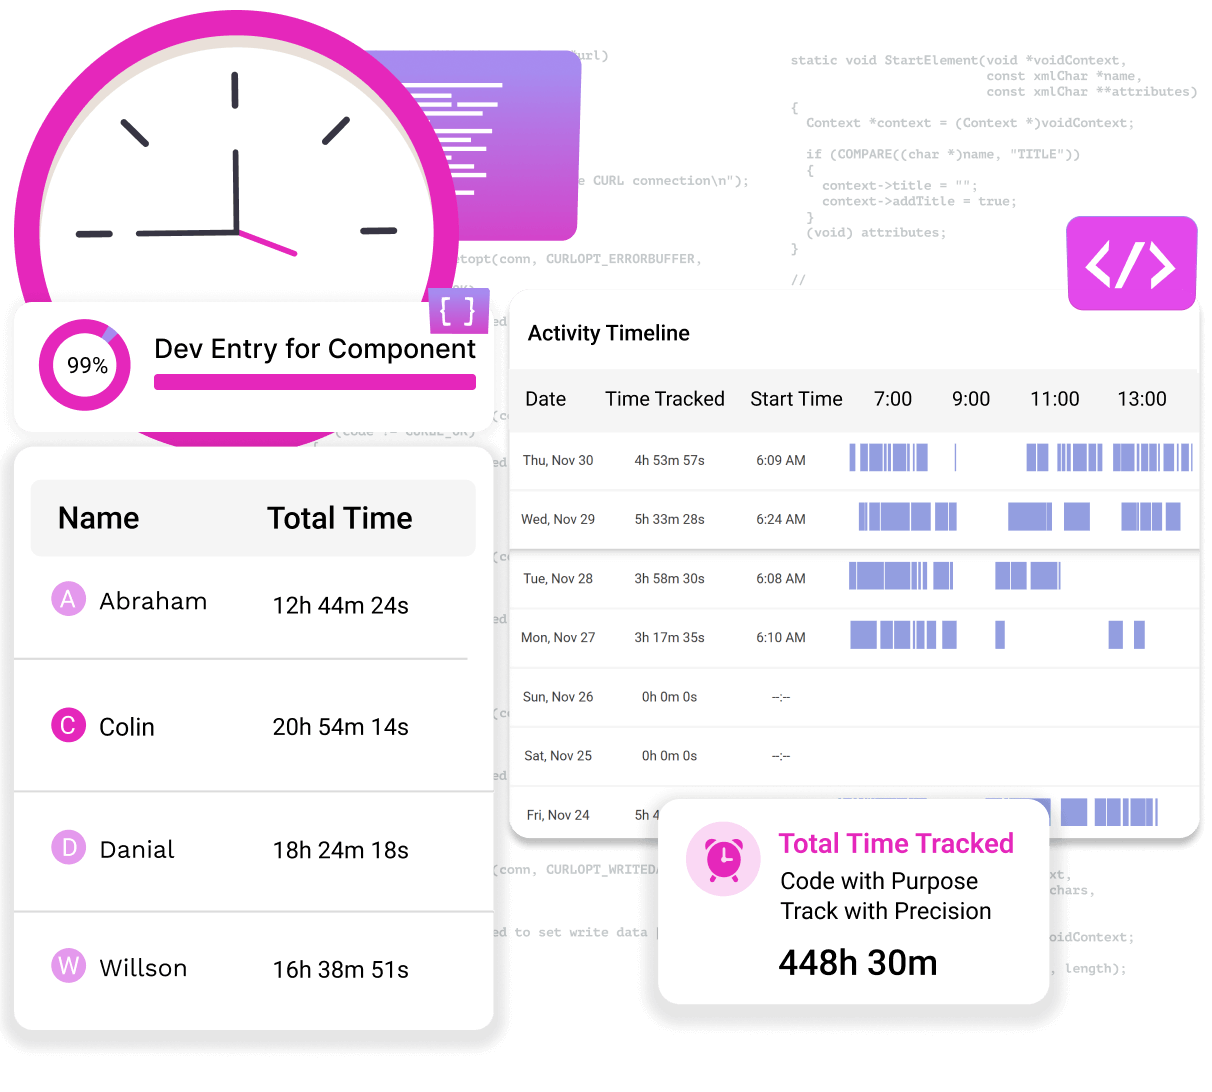 url)
static void StartElement(void *voidContext,
const xmlChar *name,
const xmlChar **attributes)
{
Context *context = (Context *)voidContext;
if (COMPARE((char *)name, "TITLE"))
{
context->title = "";
context->addTitle = true;
}
(void) attributes;
}
//
e CURL connection\n");
etopt(conn, CURLOPT_ERRORBUFFER,
</>
{ }
99%
Dev Entry for Component
Name Total Time
A Abraham 12h 44m 24s
C Colin 20h 54m 14s
D Danial 18h 24m 18s
W Willson 16h 38m 51s
Activity Timeline
Date Time Tracked Start Time 7:00 9:00 11:00 13:00
Thu, Nov 30 4h 53m 57s 6:09 AM
Wed, Nov 29 5h 33m 28s 6:24 AM
Tue, Nov 28 3h 58m 30s 6:08 AM
Mon, Nov 27 3h 17m 35s 6:10 AM
Sun, Nov 26 0h 0m 0s --:--
Sat, Nov 25 0h 0m 0s --:--
Fri, Nov 24 5h 4
(conn, CURLOPT_WRITEDA
ed to set write data
Total Time Tracked
Code with Purpose
Track with Precision
448h 30m
xt,
chars,
oidContext;
, length);